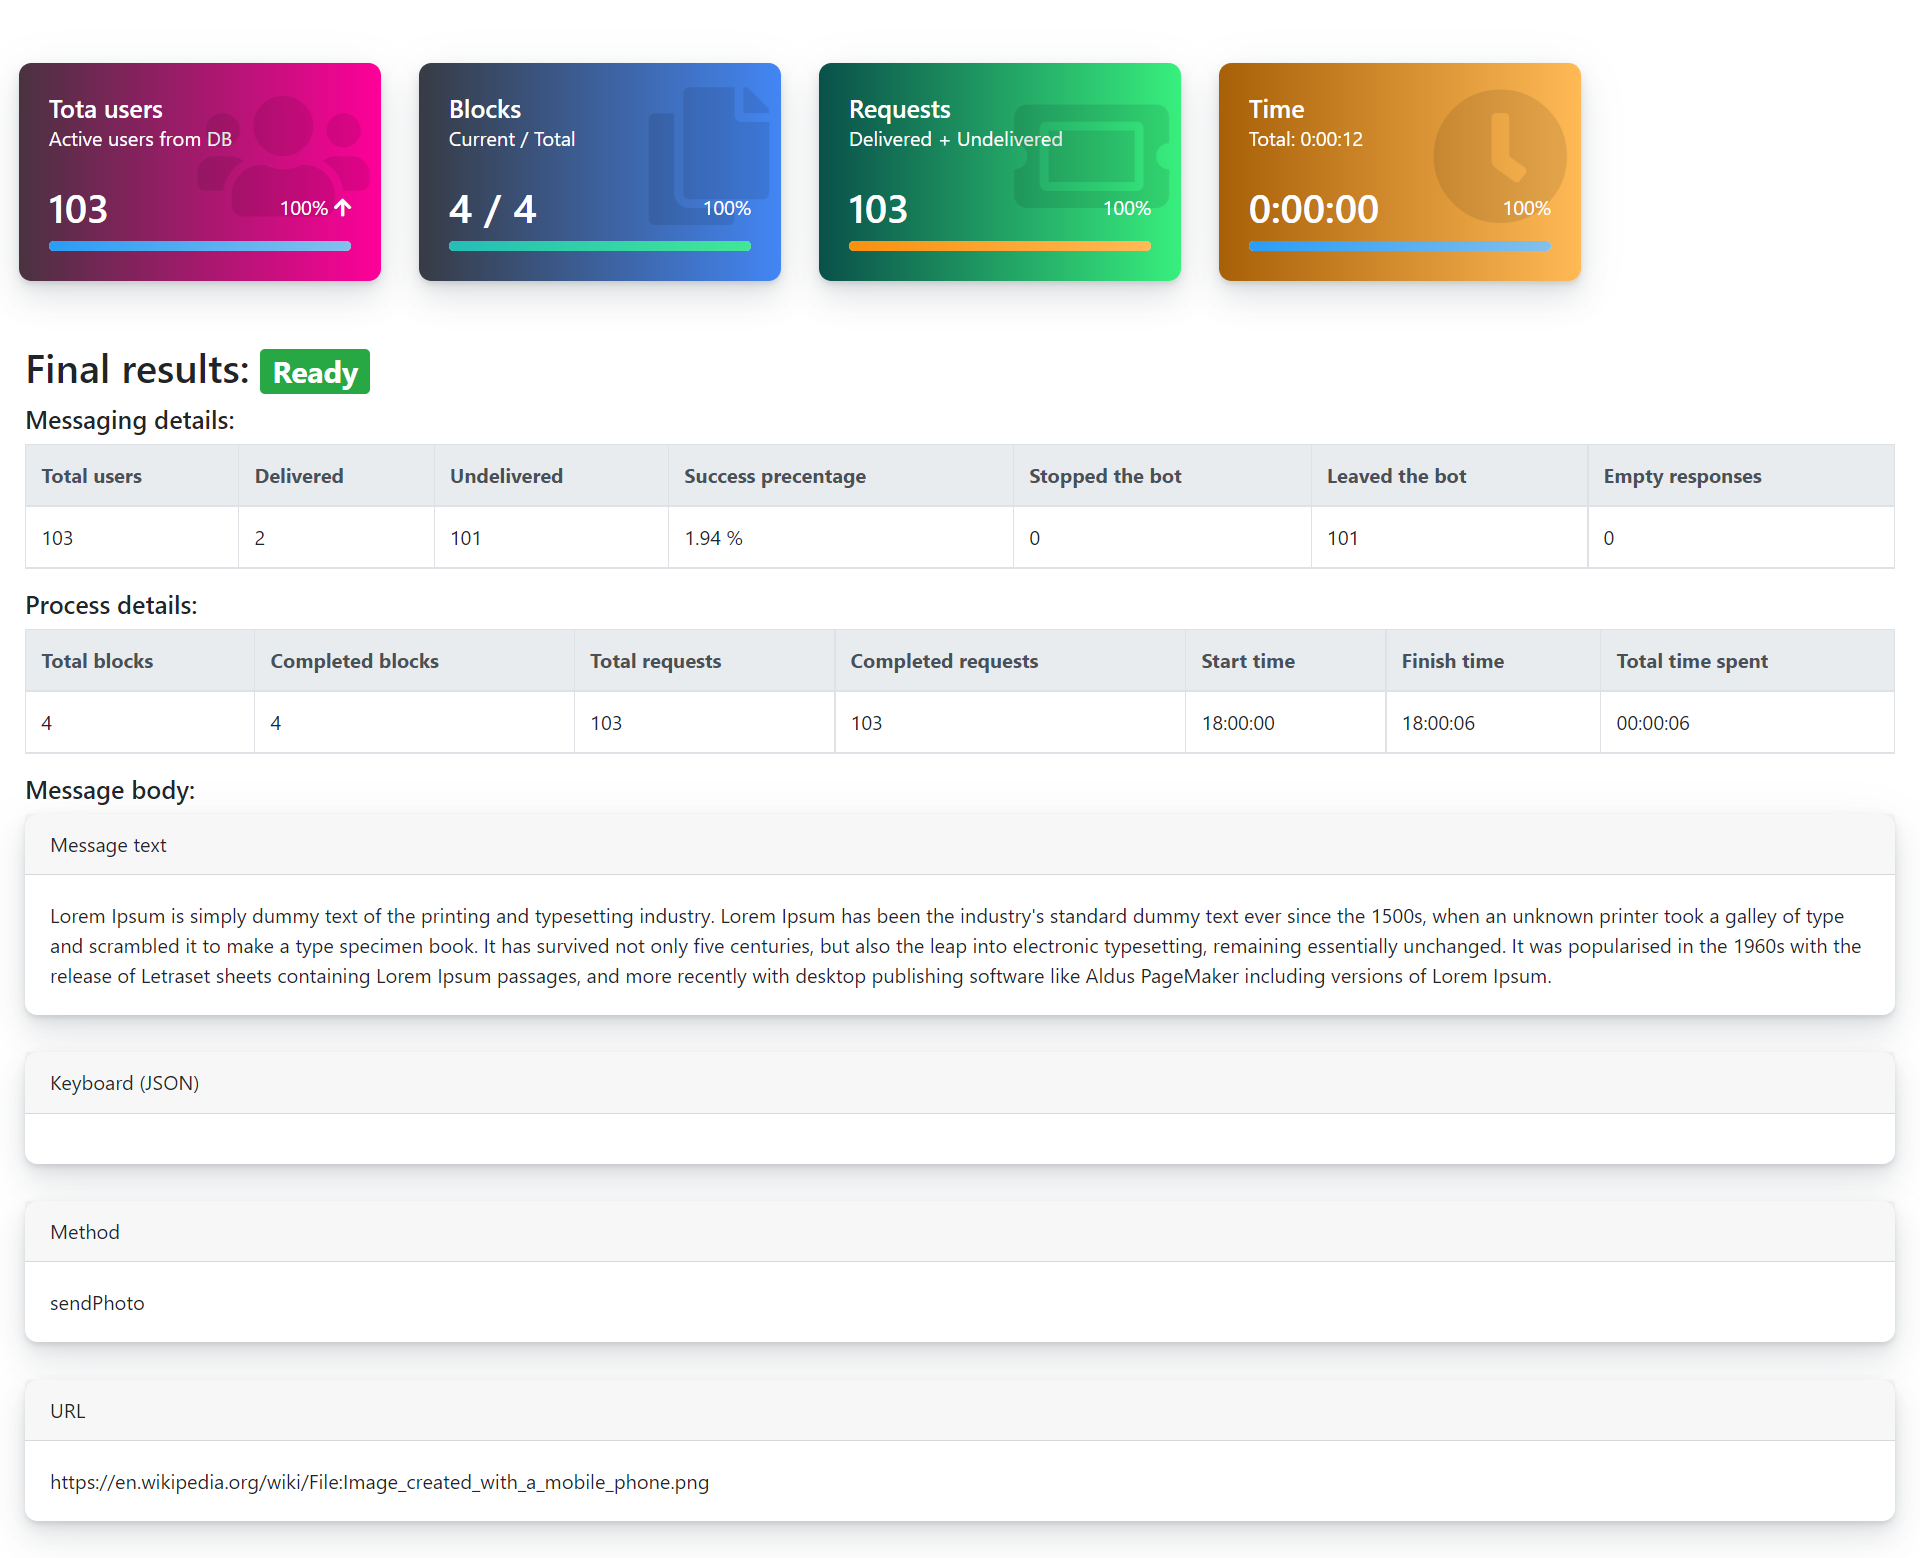 Tota users
Active users from DB
103
100%
Blocks
Current / Total
4 / 4
100%
Requests
Delivered + Undelivered
103
100%
Time
Total: 0:00:12
0:00:00
100%
Final results: Ready
Messaging details:
Total users Delivered Undelivered Success precentage Stopped the bot Leaved the bot Empty responses
103 2 101 1.94 % 0 101 0
Process details:
Total blocks Completed blocks Total requests Completed requests Start time Finish time Total time spent
4 4 103 103 18:00:00 18:00:06 00:00:06
Message body:
Message text
Lorem Ipsum is simply dummy text of the printing and typesetting industry. Lorem Ipsum has been the industry's standard dummy text ever since the 1500s, when an unknown printer took a galley of type
and scrambled it to make a type specimen book. It has survived not only five centuries, but also the leap into electronic typesetting, remaining essentially unchanged. It was popularised in the 1960s with the
release of Letraset sheets containing Lorem Ipsum passages, and more recently with desktop publishing software like Aldus PageMaker including versions of Lorem Ipsum.
Keyboard (JSON)
Method
sendPhoto
URL
https://en.wikipedia.org/wiki/File:Image_created_with_a_mobile_phone.png